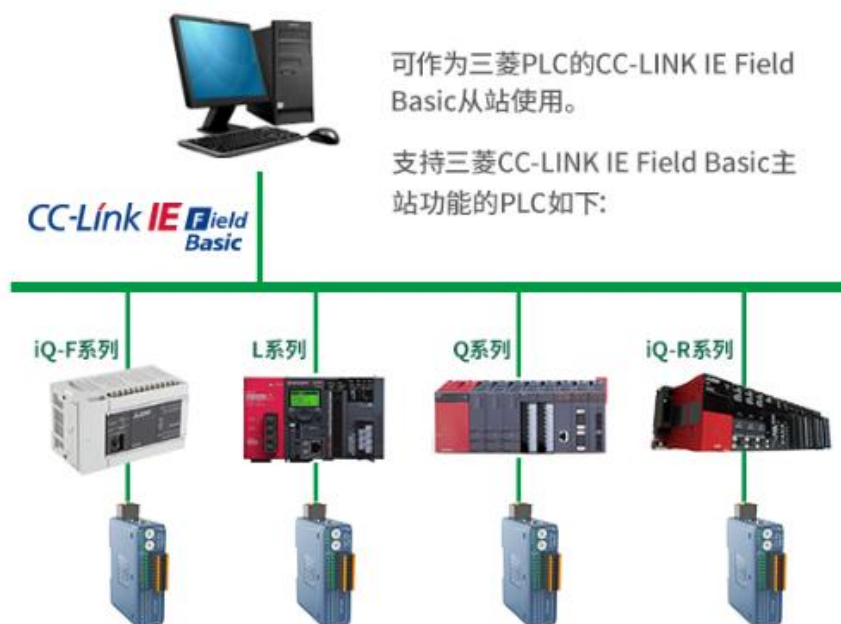 可作为三菱PLC的CC-LINK IE Field
Basic从站使用。
支持三菱CC-LINK IE Field Basic主
站功能的PLC如下:
CC-Link IE Field
Basic
iQ-F系列
L系列
Q系列
iQ-R系列